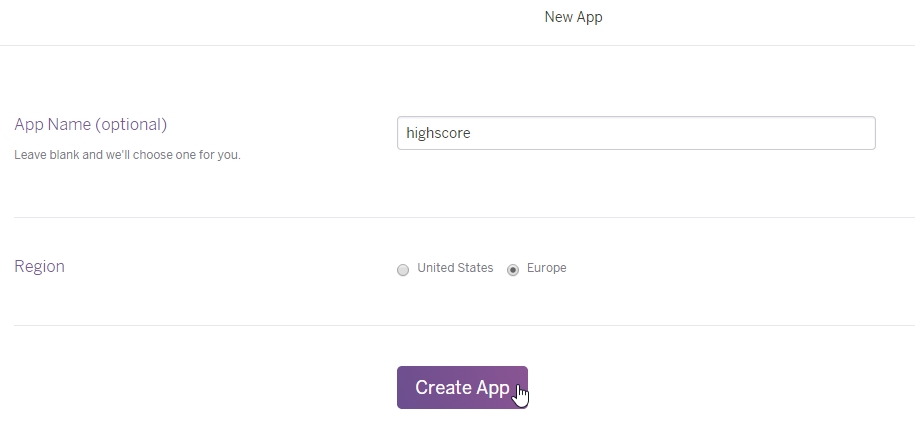 New App
App Name (optional)
highscore
Leave blank and we'll choose one for you.
Region
United States
Europe
Create App